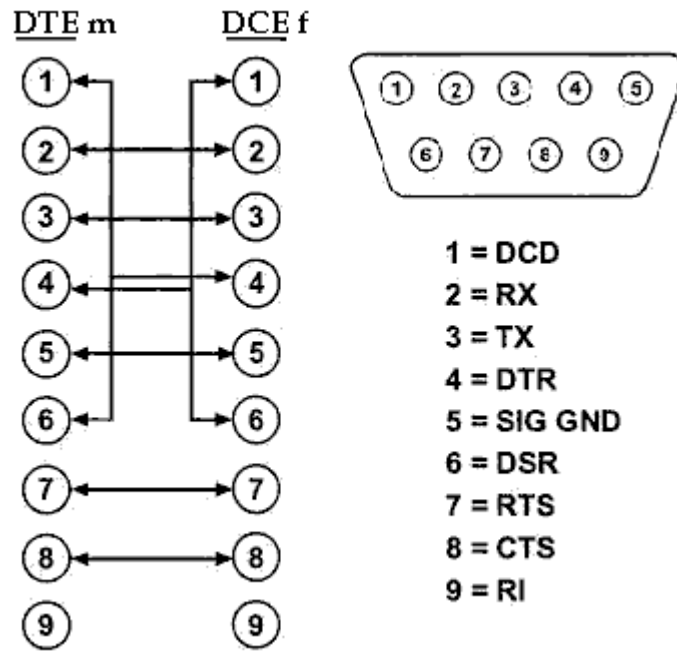 DTE m DCE f
1 1
2 2
3 3
4 4
5 5
6 6
7 7
8 8
9 9
1 2 3 4 5
6 7 8 9
1 = DCD
2 = RX
3 = TX
4 = DTR
5 = SIG GND
6 = DSR
7 = RTS
8 = CTS
9 = RI